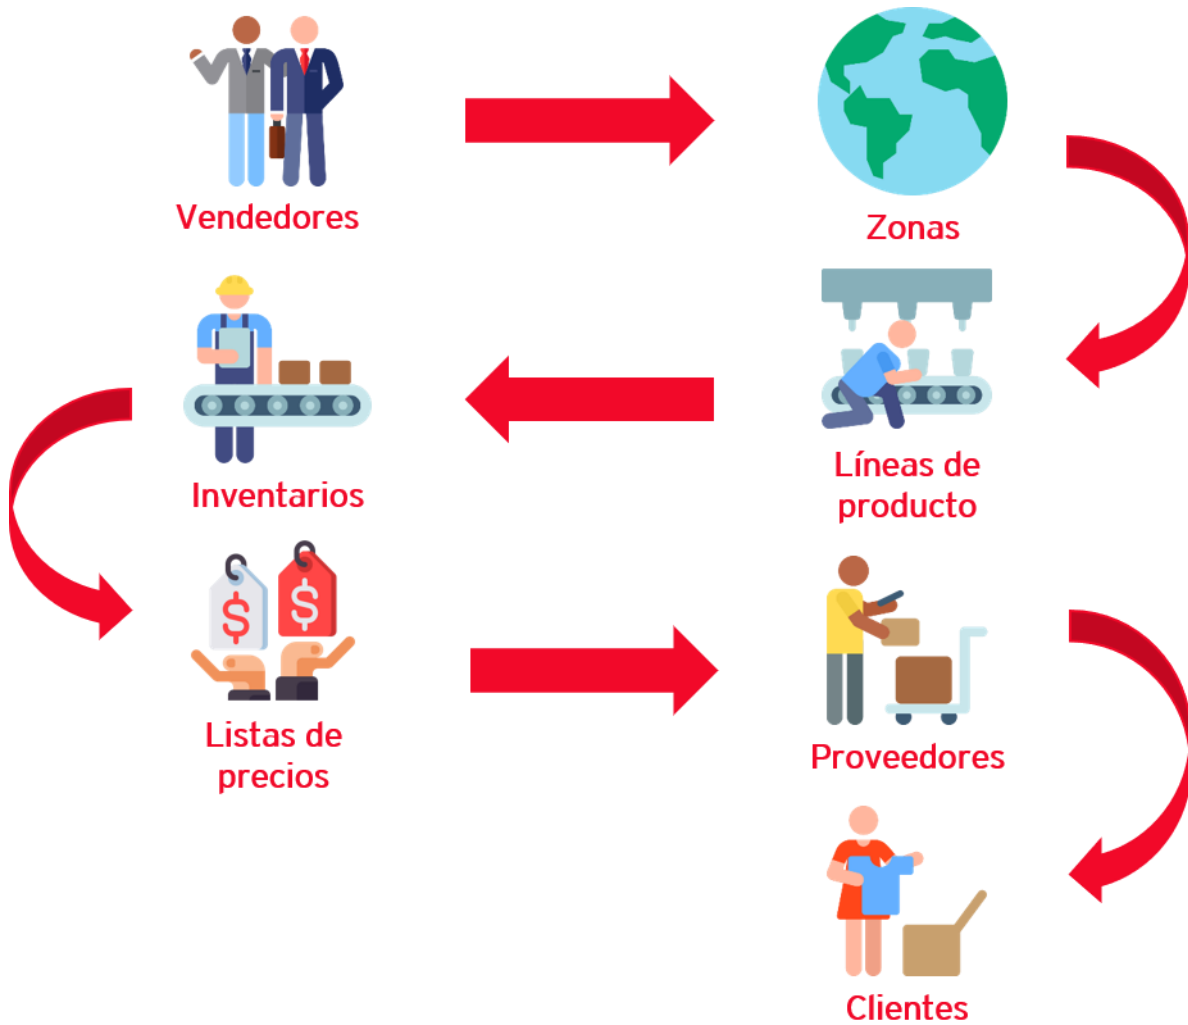 Vendedores
Zonas
Líneas de
producto
Inventarios
Listas de
precios
Proveedores
Clientes